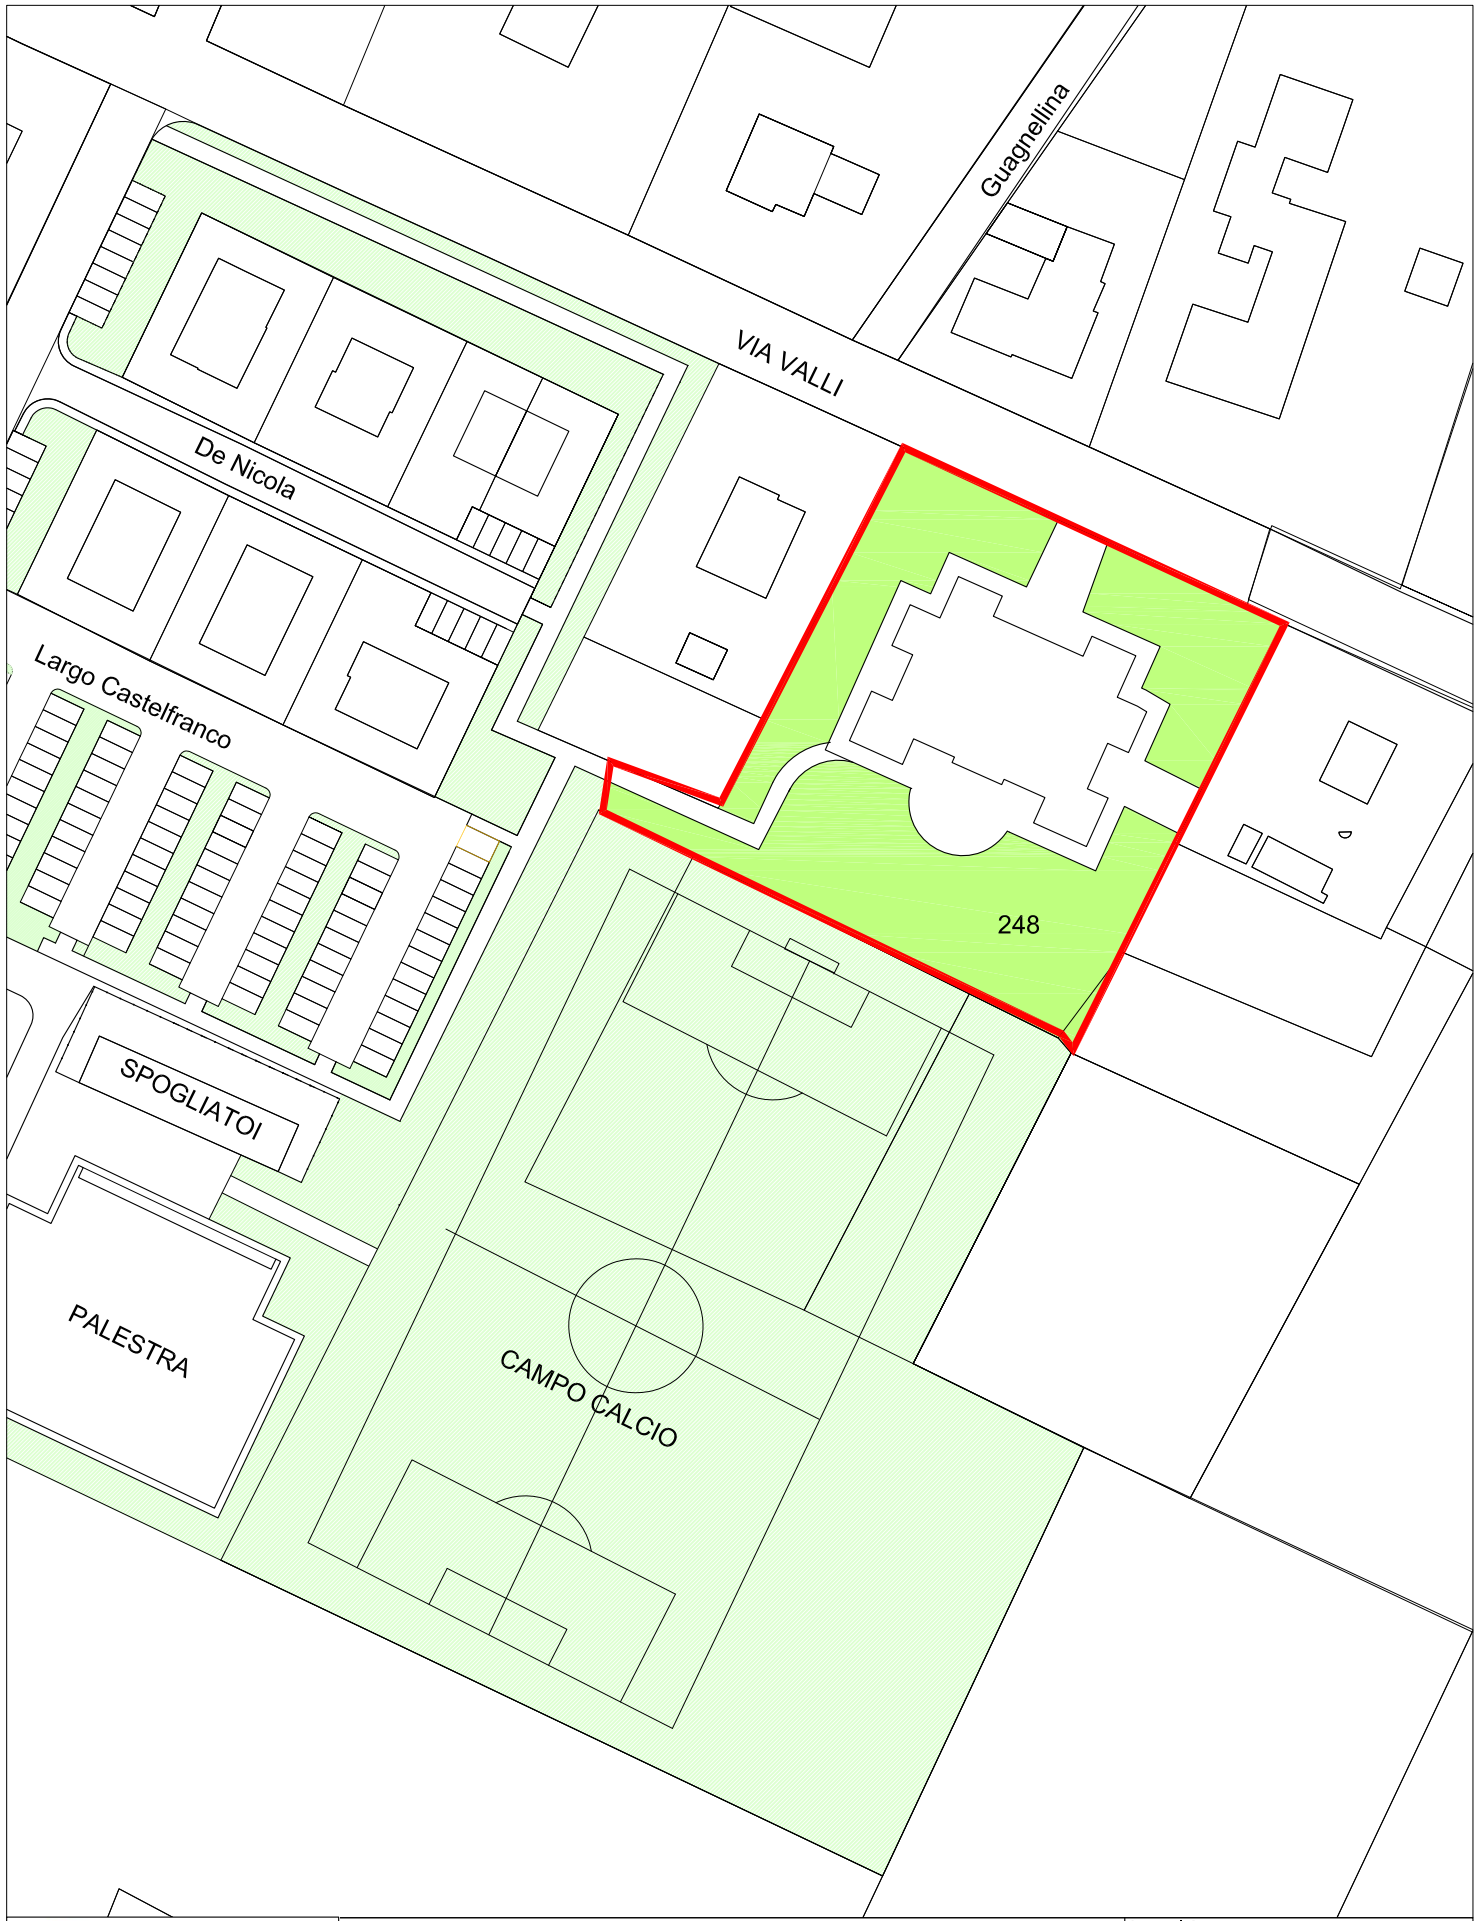 Guagnellina
VIA VALLI
De Nicola
Largo Castelfranco
248
SPOGLIATOI
PALESTRA
CAMPO CALCIO